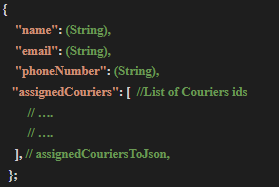 {
"name": (String),
"email": (String),
"phoneNumber": (String),
"assignedCouriers": [ //List of Couriers ids
// ....
// ....
], // assignedCouriersToJson,
};